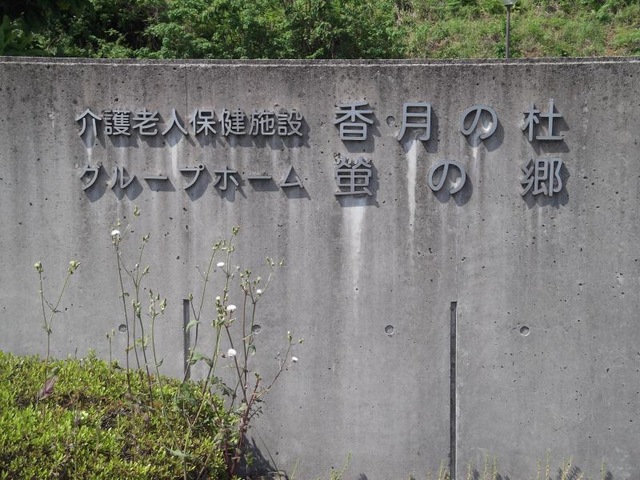 介護老人保健施設 香月の杜
グループホーム 螢の郷